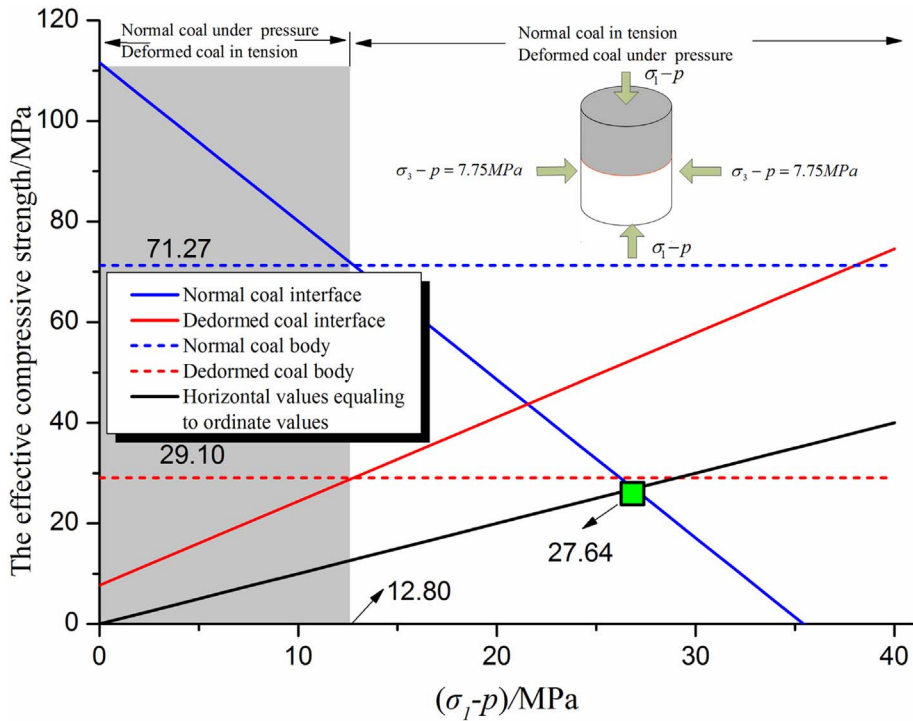 Normal coal under pressure
Deformed coal in tension
Normal coal in tension
Deformed coal under pressure
σ₁-p
σ₃-p=7.75MPa
σ₃-p=7.75MPa
σ₁-p
71.27
Normal coal interface
Dedormed coal interface
Normal coal body
Dedormed coal body
Horizontal values equaling
to ordinate values
29.10
27.64
12.80
The effective compressive strength/MPa
120
100
80
60
40
20
0
0
10
20
30
40
(σ₁-p)/MPa